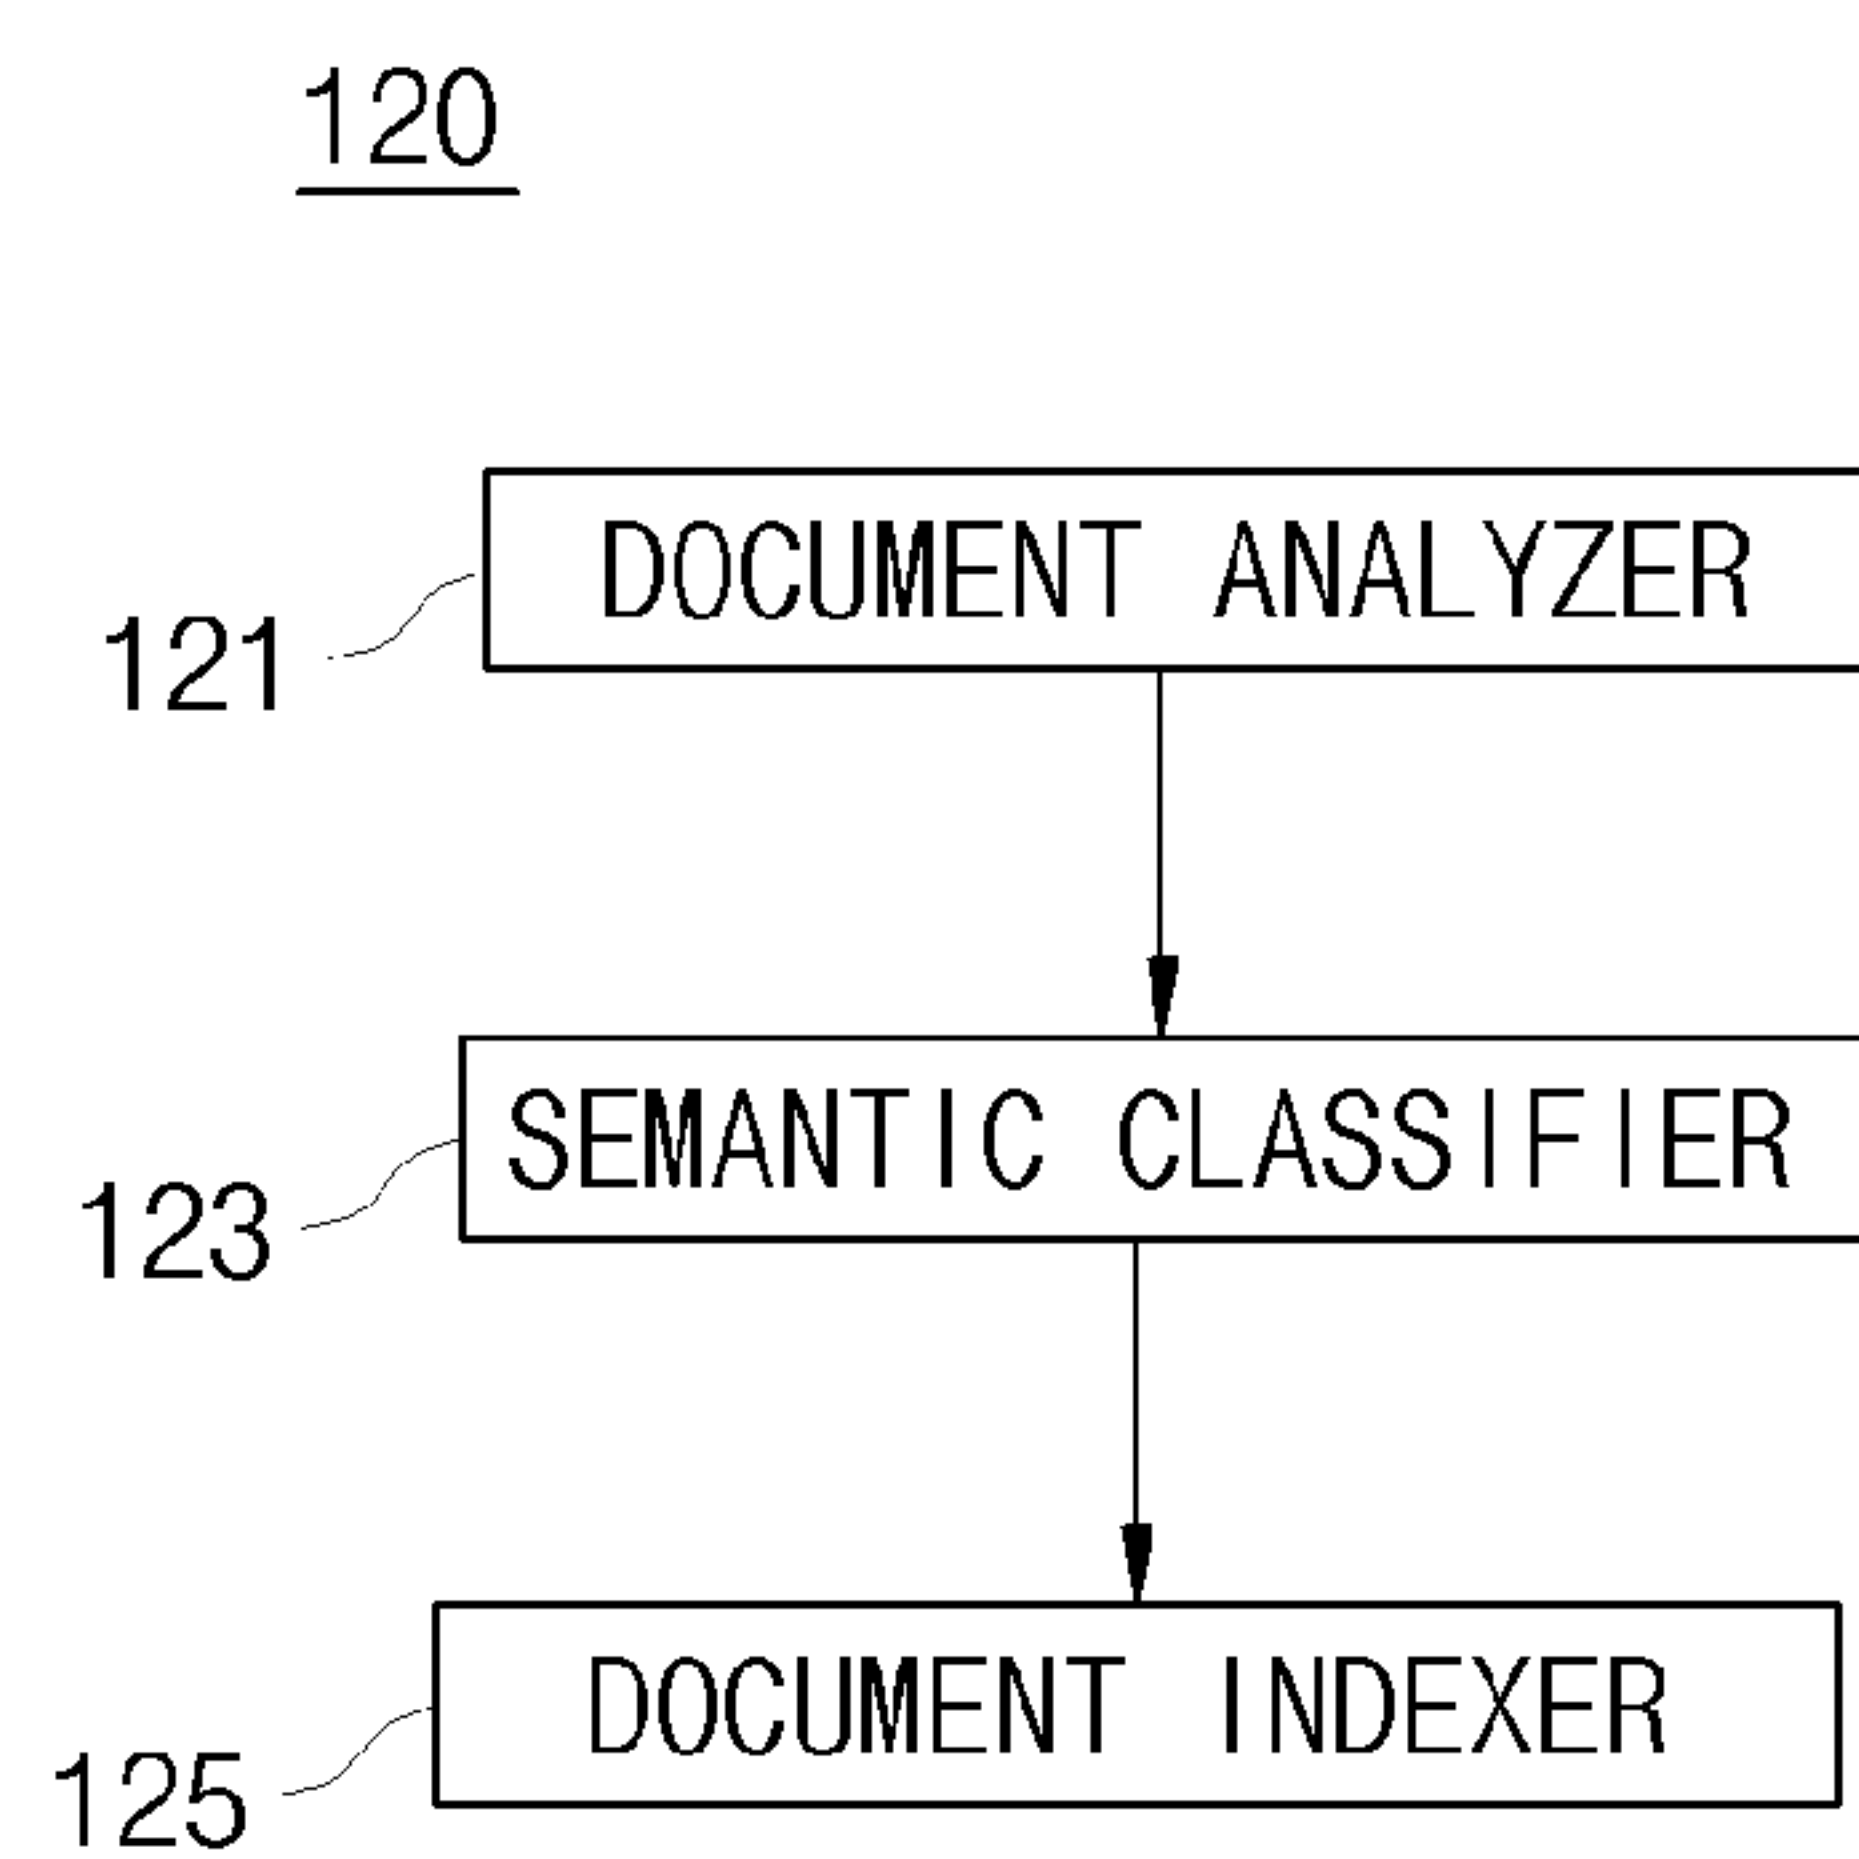 120
DOCUMENT ANALYZER
121
SEMANTIC CLASSIFIER
123
DOCUMENT INDEXER
125